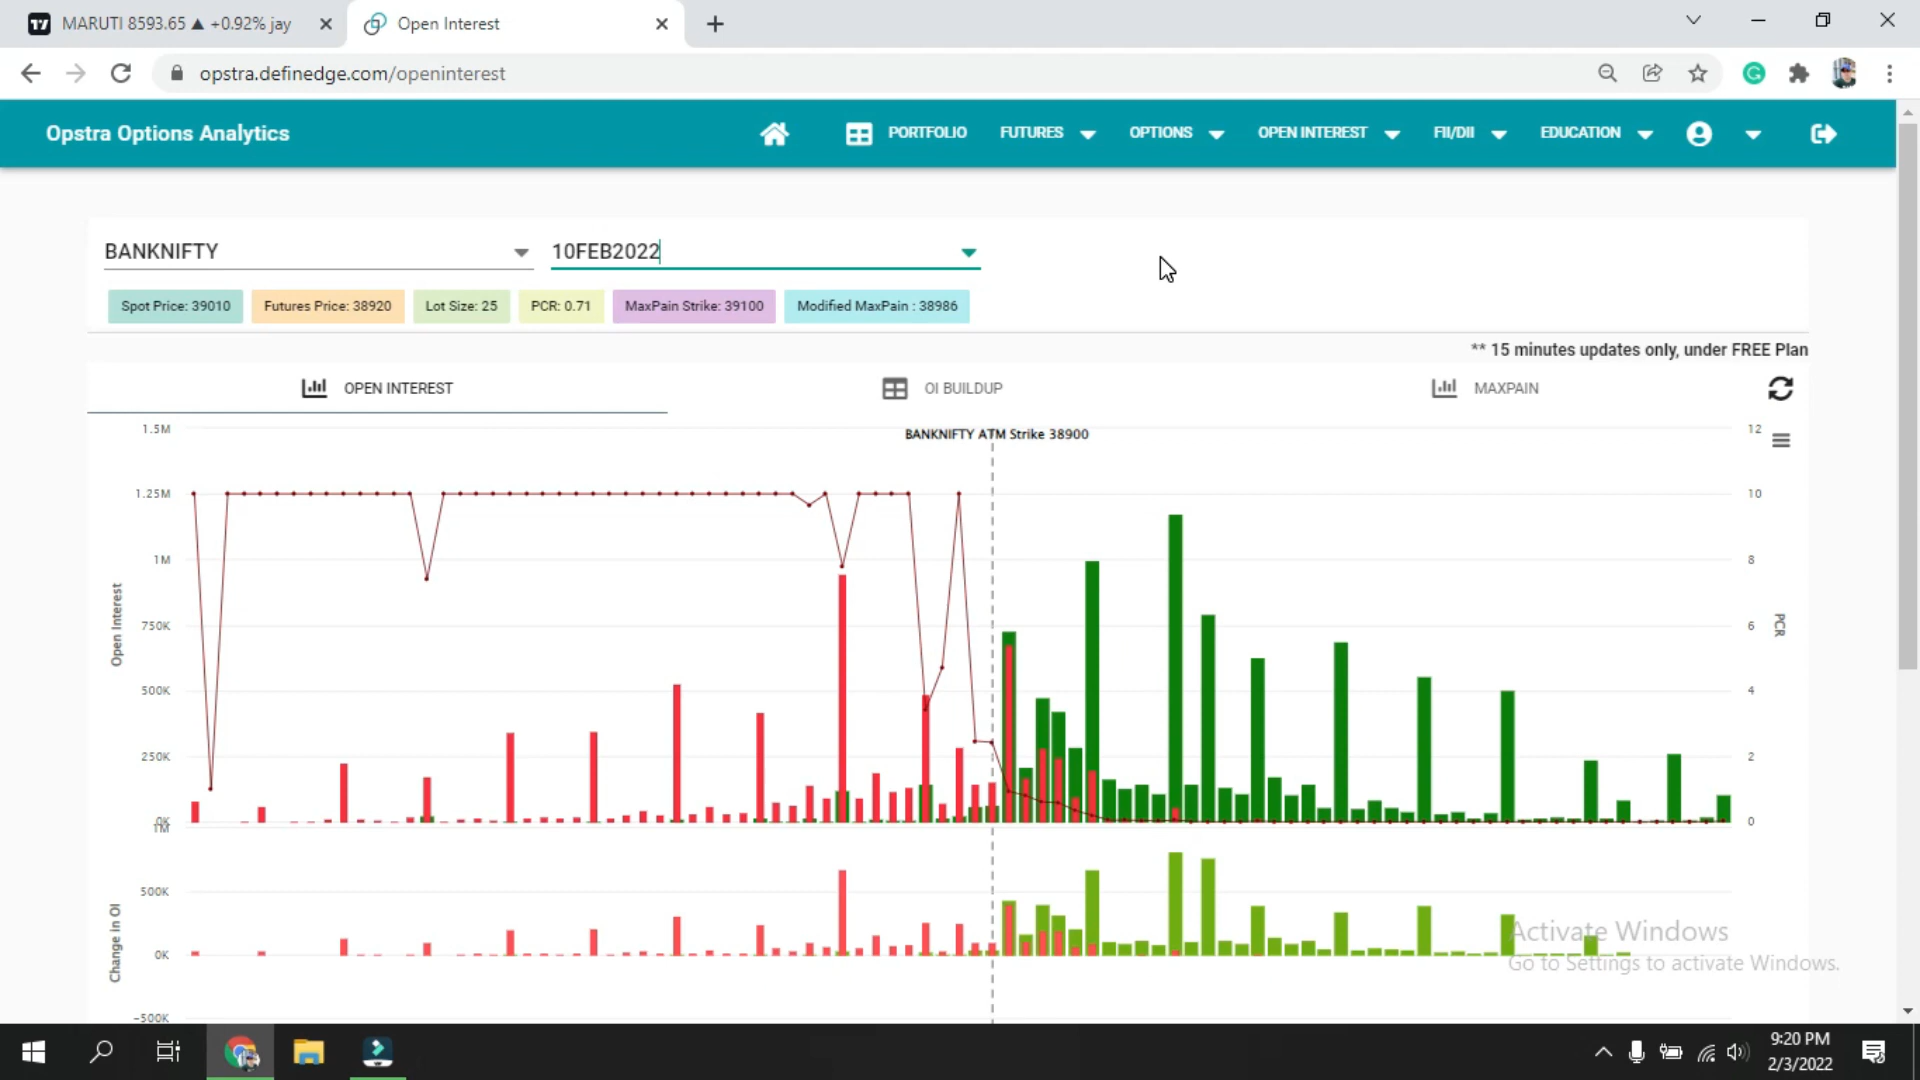 MARUTI 8593.65 ▲ +0.92% jay
Open Interest
opstra.definedge.com/openinterest
Opstra Options Analytics
PORTFOLIO
FUTURES
OPTIONS
OPEN INTEREST
FII/DII
EDUCATION
BANKNIFTY
10FEB2022
Spot Price: 39010
Futures Price: 38920
Lot Size: 25
PCR: 0.71
MaxPain Strike: 39100
Modified MaxPain : 38986
** 15 minutes updates only, under FREE Plan
OPEN INTEREST
OI BUILDUP
MAXPAIN
BANKNIFTY ATM Strike 38900
1.5M
1.25M
1M
750K
500K
250K
0K
Open Interest
12
10
8
6
4
2
0
PCR
1M
500K
0K
-500K
Change in OI
Activate Windows
Go to Settings to activate Windows.
9:20 PM
2/3/2022